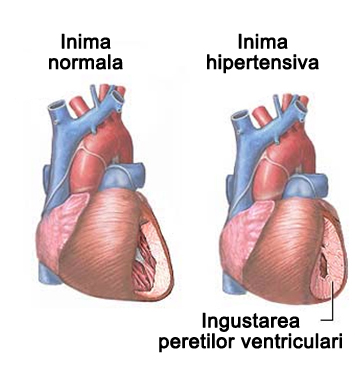 Inima
normala
Inima
hipertensiva
Ingustarea
peretilor ventriculari